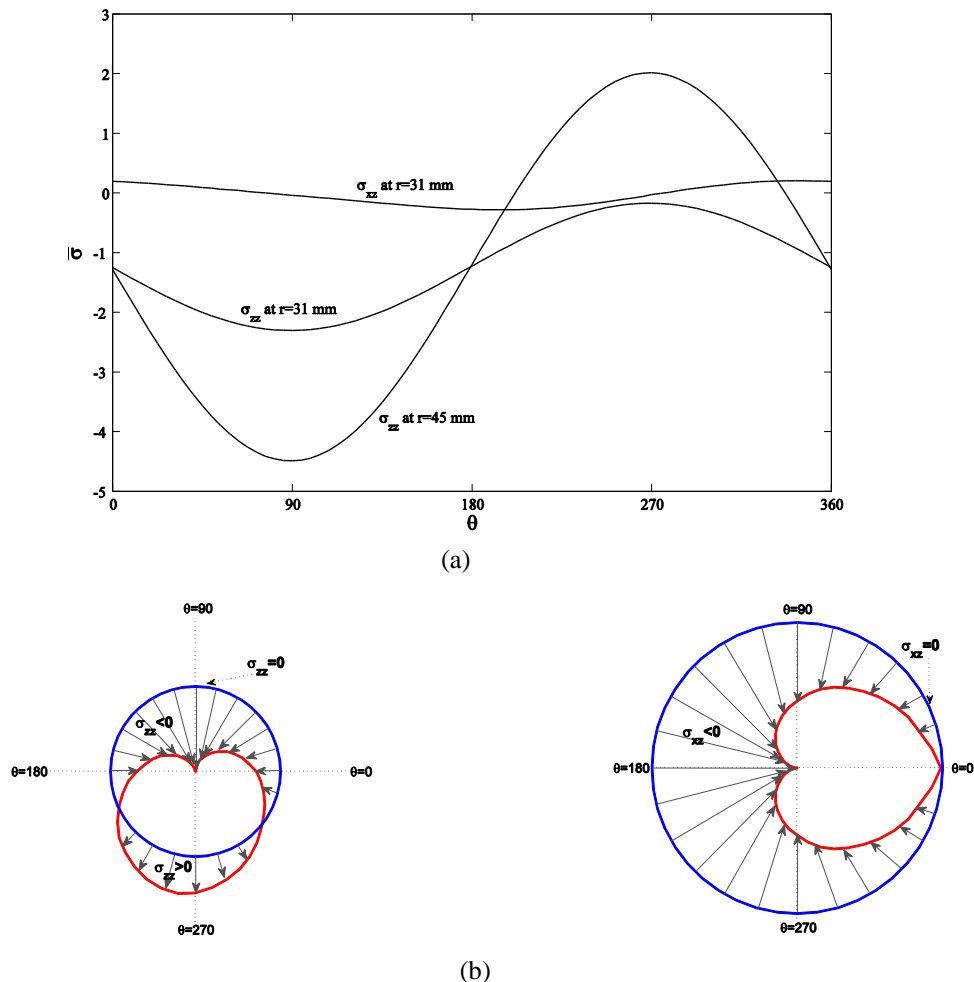 3
2
1
0
-1
-2
-3
-4
-5
σ̅
σxz at r=31 mm
σzz at r=31 mm
σzz at r=45 mm
0 90 180 270 360
θ
(a)
θ=90
σzz=0
σzz<0
θ=180
θ=0
σzz>0
θ=270
θ=90
σxz=0
σxz<0
θ=180
θ=0
θ=270
(b)